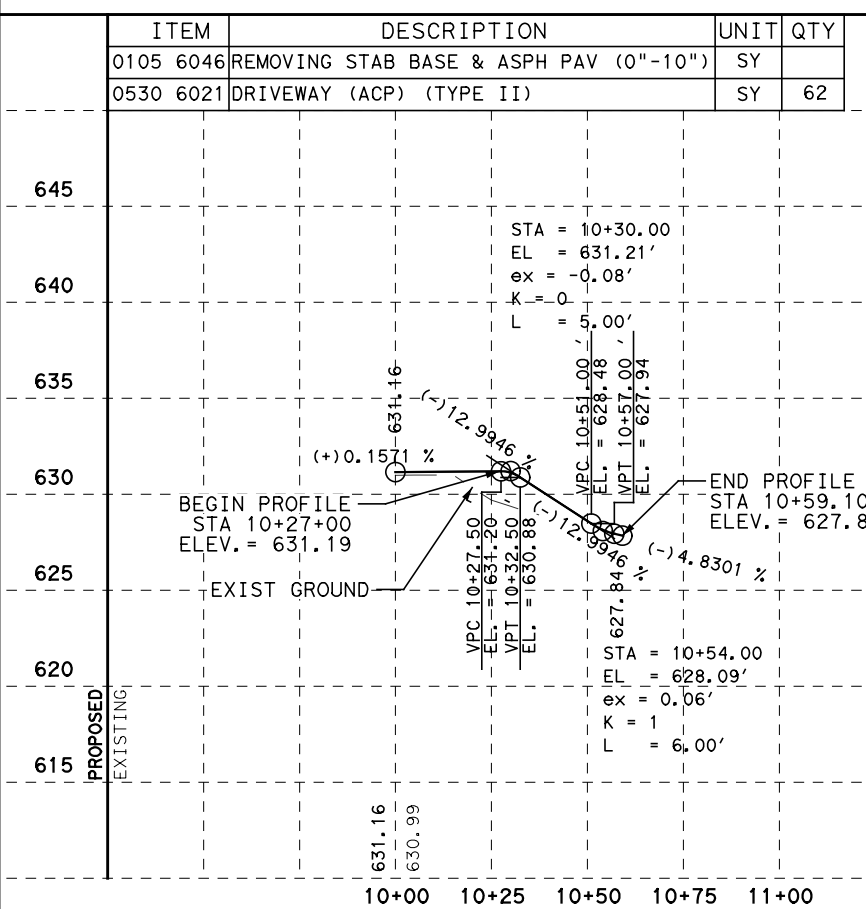 ITEM DESCRIPTION UNIT QTY
0105 6046 REMOVING STAB BASE & ASPH PAV (0"-10") SY
0530 6021 DRIVEWAY (ACP) (TYPE II) SY 62
645
640
635
630
625
620
615
STA = 10+30.00
EL = 631.21'
ex = -0.08'
K = 0
L = 5.00'
631.16
(+)0.1571 %
(-)12.9946 %
VPC 10+51.00
EL. = 628.48
VPT 10+57.00
EL. = 627.94
BEGIN PROFILE
STA 10+27+00
ELEV.= 631.19
EXIST GROUND
VPC 10+27.50
EL. = 631.20
VPT 10+32.50
EL. = 630.88
(-)12.9946 %
(-)4.8301 %
627.84
END PROFILE
STA 10+59.10
ELEV.= 627.8
STA = 10+54.00
EL = 628.09'
ex = 0.06'
K = 1
L = 6.00'
PROPOSED
EXISTING
631.16
630.99
10+00 10+25 10+50 10+75 11+00